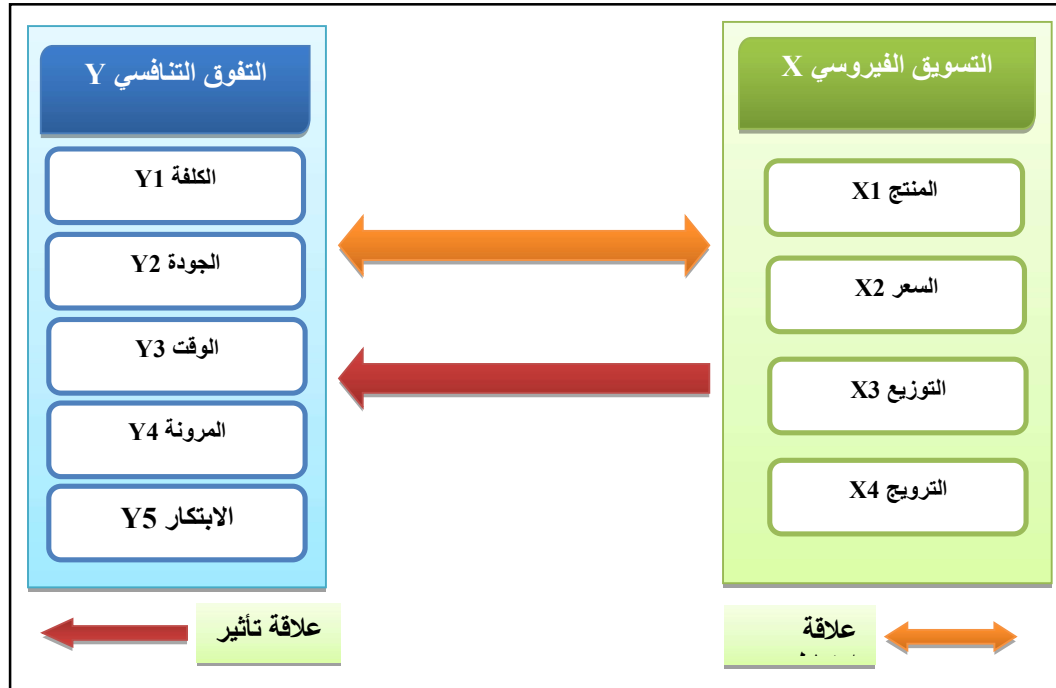 التسويق الفيروسي X
المنتج X1
السعر X2
التوزيع X3
الترويج X4
التفوق التنافسي Y
الكلفة Y1
الجودة Y2
الوقت Y3
المرونة Y4
الابتكار Y5
علاقة
علاقة تأثير